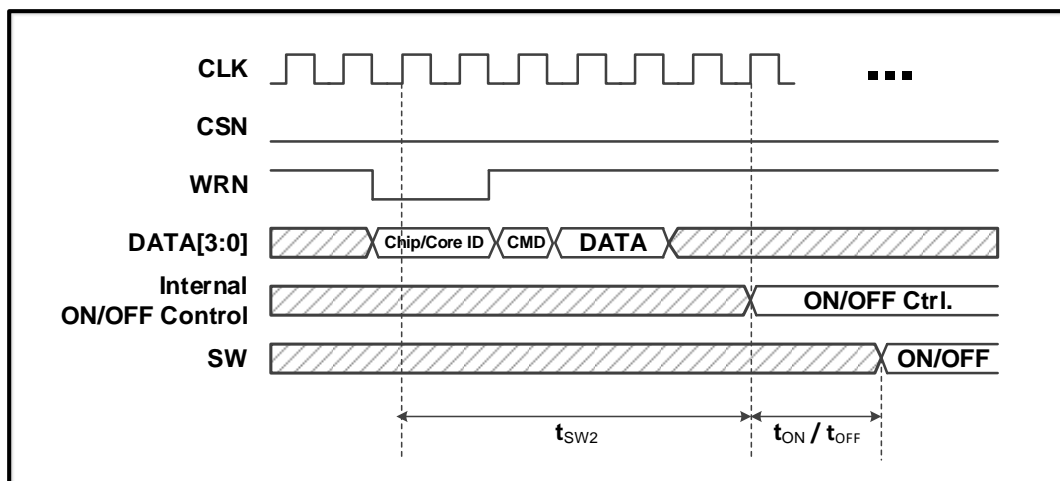 CLK
...
CSN
WRN
DATA[3:0]
Chip/Core ID
CMD
DATA
Internal
ON/OFF Control
ON/OFF Ctrl.
SW
ON/OFF
tSW2
tON / tOFF